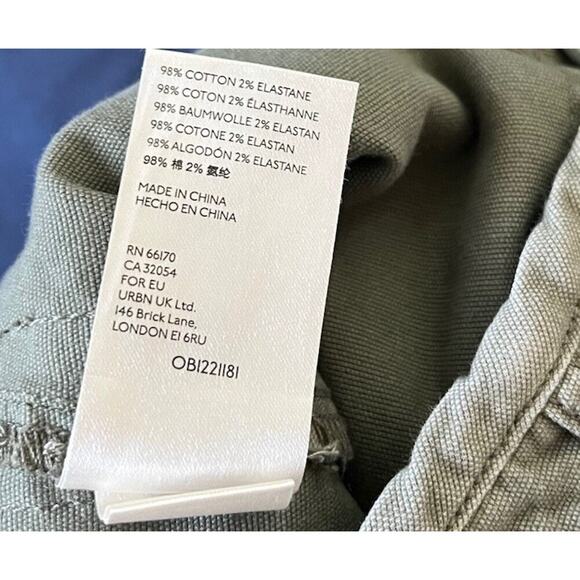 98% COTTON 2% ELASTANE
98% COTON 2% ÉLASTHANNE
98% BAUMWOLLE 2% ELASTAN
98% COTONE 2% ELASTAN
98% ALGODÓN 2% ELASTANE
98% 棉 2% 氨纶
MADE IN CHINA
HECHO EN CHINA
RN 66170
CA 32054
FOR EU
URBN UK Ltd.
146 Brick Lane,
LONDON E1 6RU
OB1221181